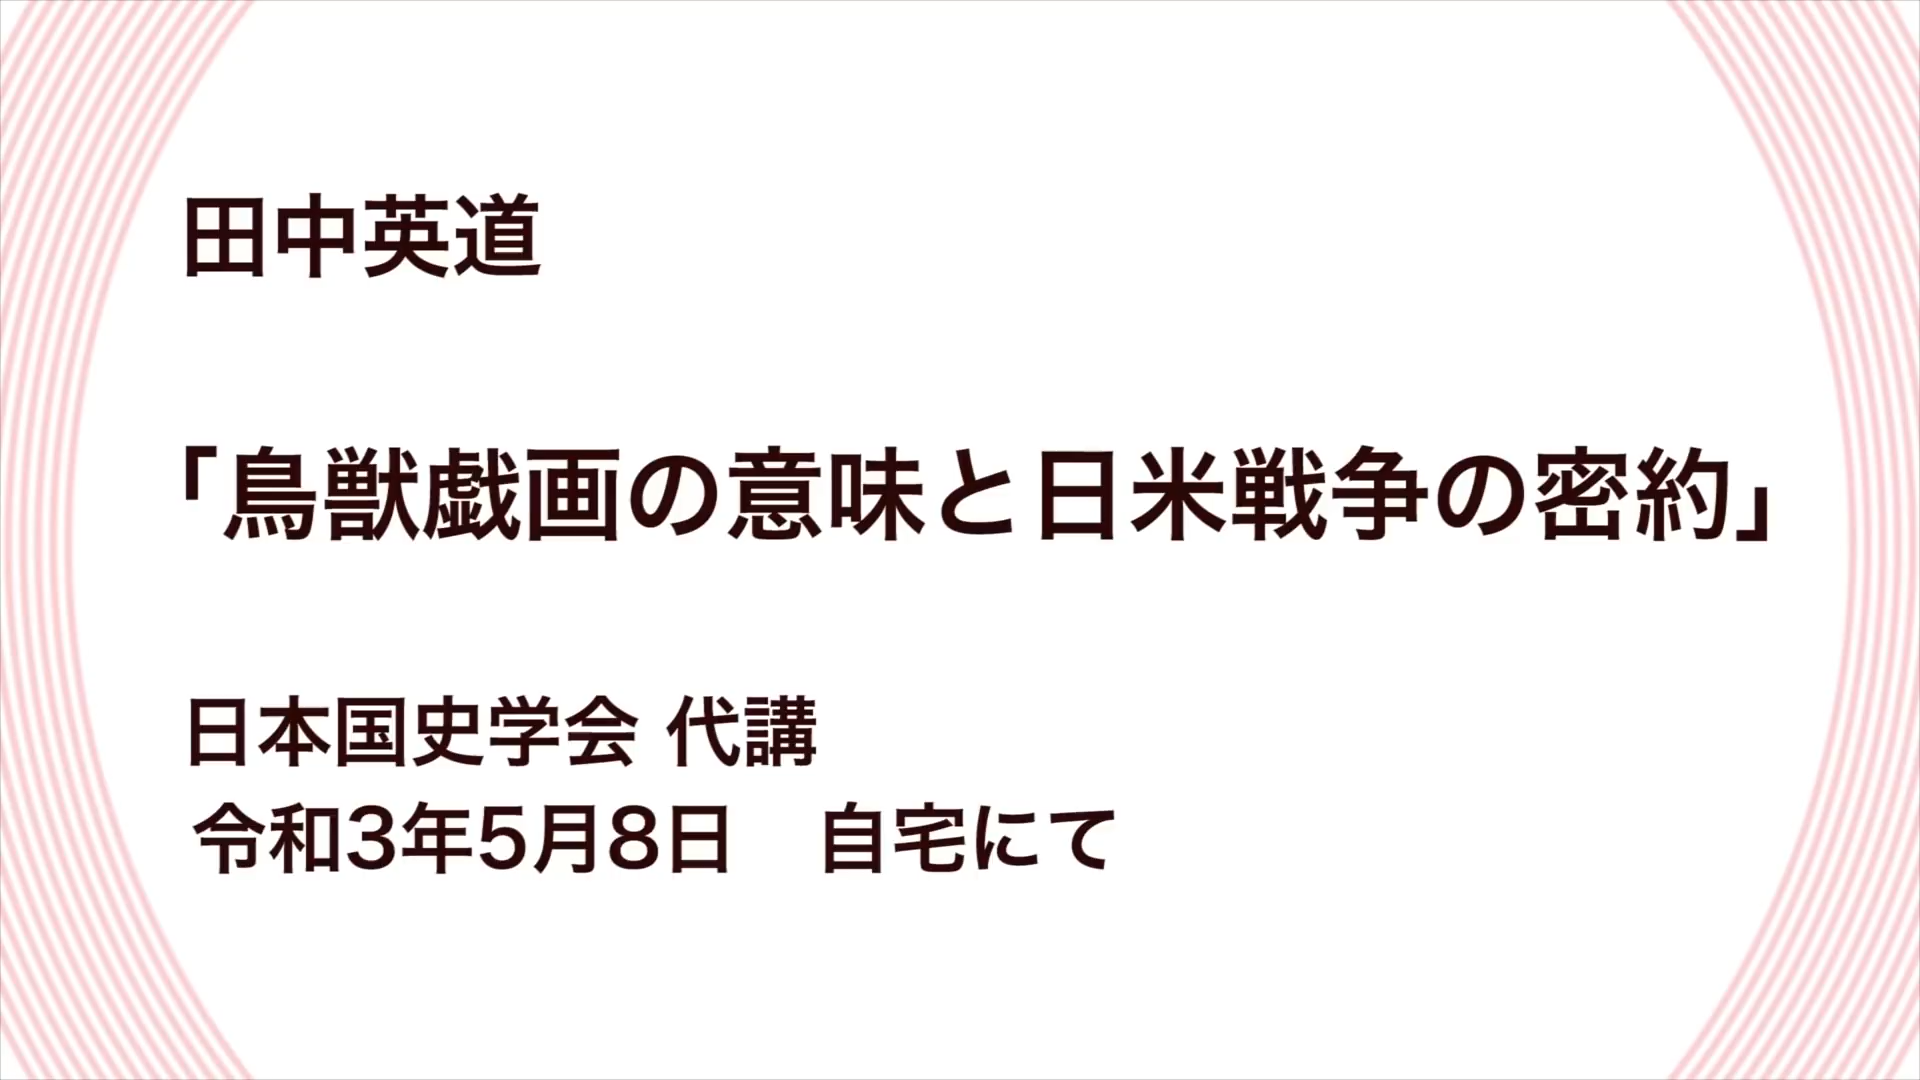 田中英道
「鳥獣戯画の意味と日米戦争の密約」
日本国史学会 代講
令和3年5月8日　自宅にて